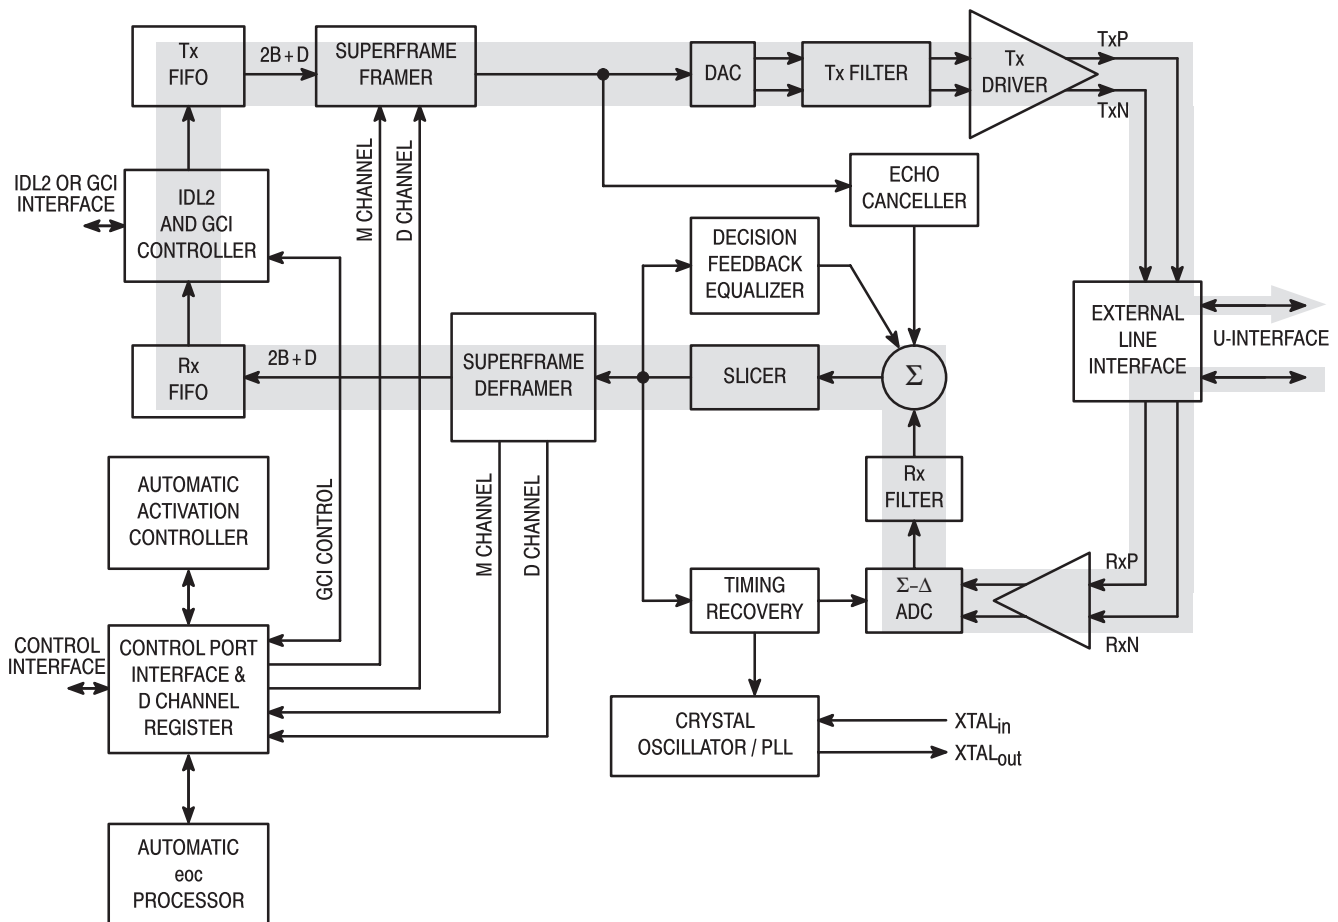 Tx
FIFO
2B+D
SUPERFRAME
FRAMER
DAC
Tx FILTER
Tx
DRIVER
TxP
TxN
IDL2 OR GCI
INTERFACE
IDL2
AND GCI
CONTROLLER
M CHANNEL
D CHANNEL
ECHO
CANCELLER
DECISION
FEEDBACK
EQUALIZER
EXTERNAL
LINE
INTERFACE
U-INTERFACE
Rx
FIFO
2B+D
SUPERFRAME
DEFRAMER
SLICER
Σ
Rx
FILTER
AUTOMATIC
ACTIVATION
CONTROLLER
GCI CONTROL
M CHANNEL
D CHANNEL
TIMING
RECOVERY
Σ–Δ
ADC
RxP
RxN
CONTROL
INTERFACE
CONTROL PORT
INTERFACE &
D CHANNEL
REGISTER
CRYSTAL
OSCILLATOR / PLL
XTALin
XTALout
AUTOMATIC
eoc
PROCESSOR